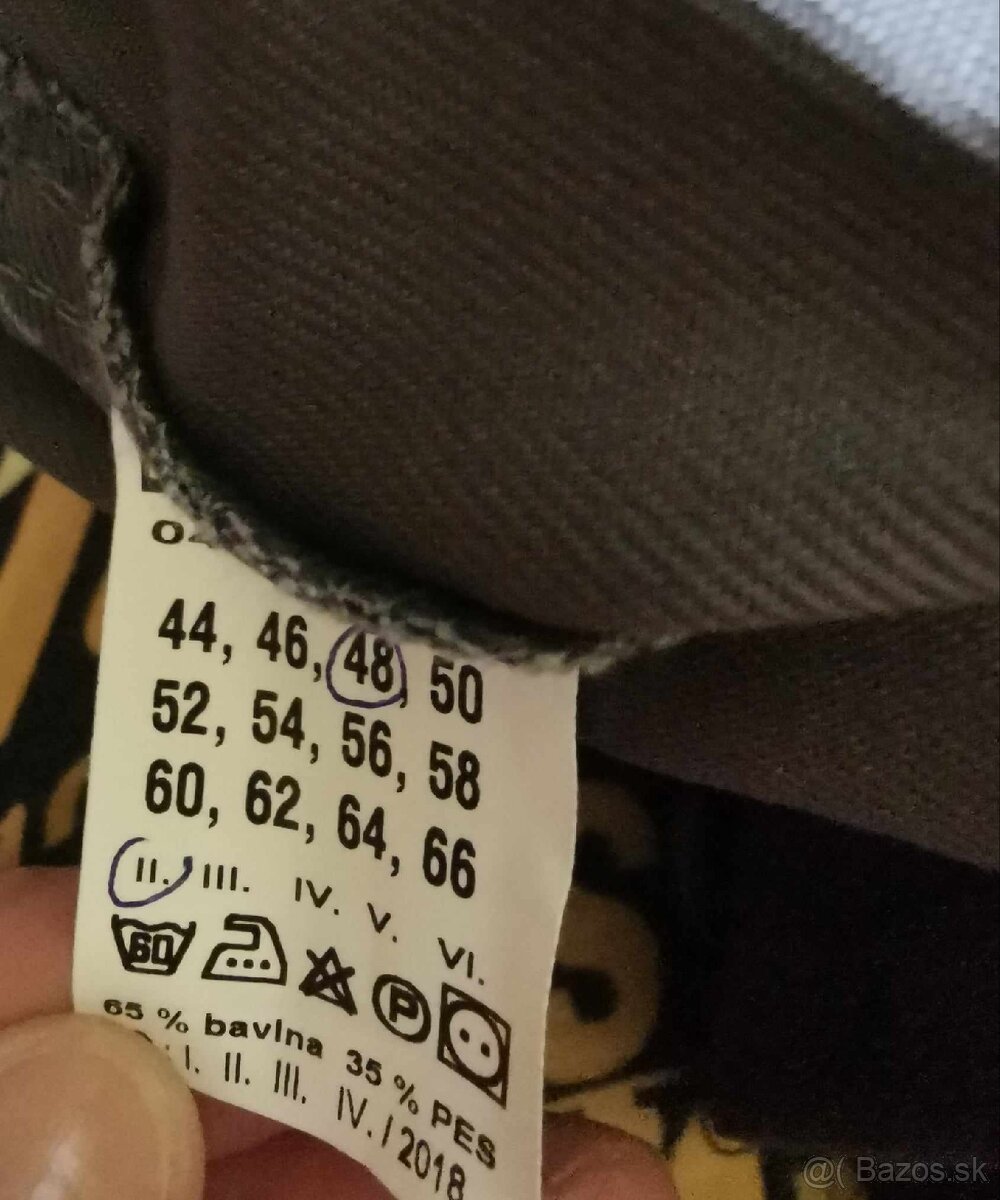 44, 46, 48, 50
52, 54, 56, 58
60, 62, 64, 66
II. III. IV. V. VI.
60 P
65 % bavlna 35 % PES
I. II. III. IV. / 2018
@( Bazos.sk